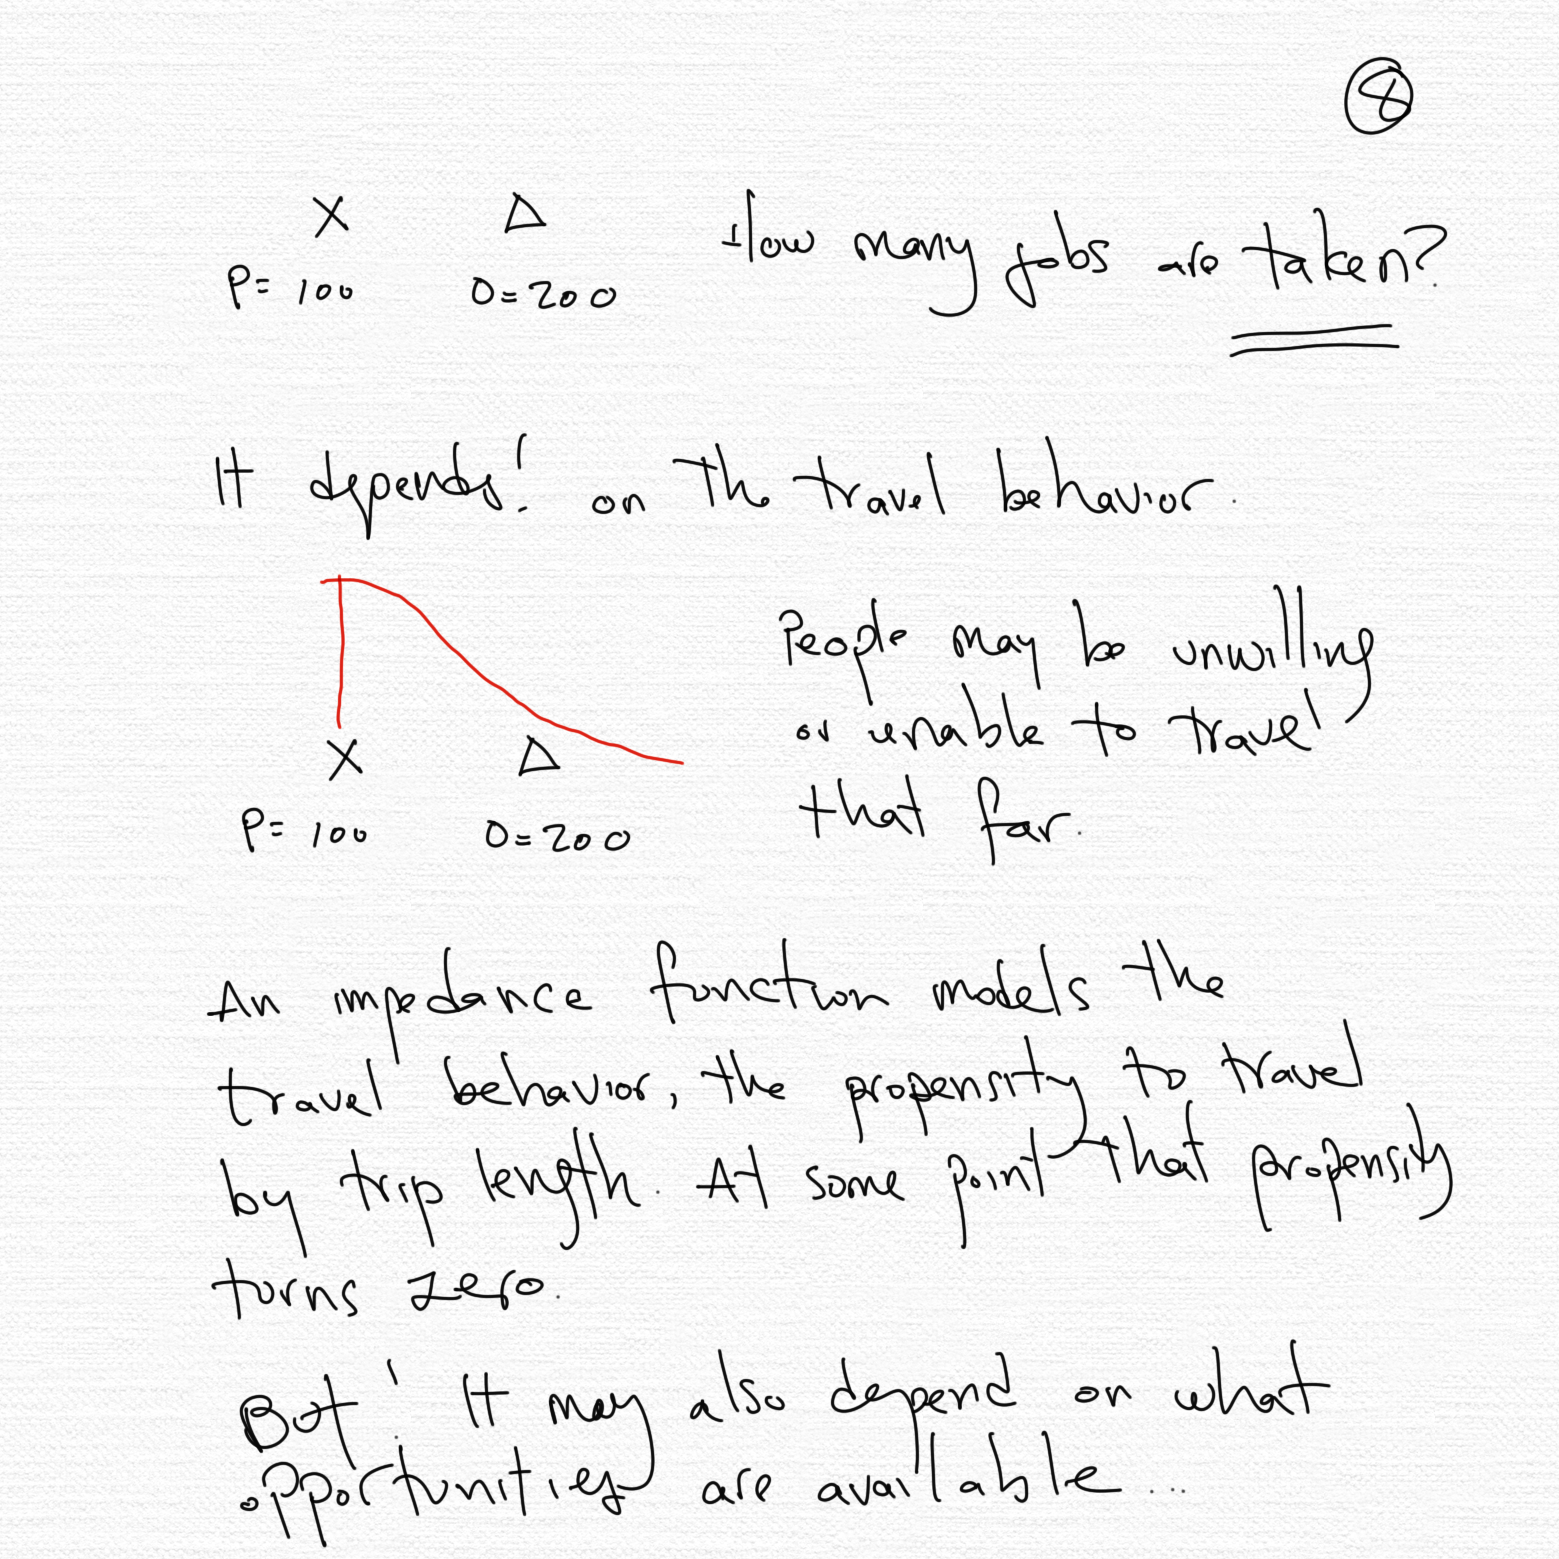 8
X Δ How many jobs are taken?
P= 100 O=200
It depends! on the travel behavior.
People may be unwilling
or unable to travel
X Δ
that far.
P= 100 O=200
An impedance function models the
travel behavior, the propensity to travel
by trip length. At some point that propensity
turns zero.
But! It may also depend on what
opportunities are available...